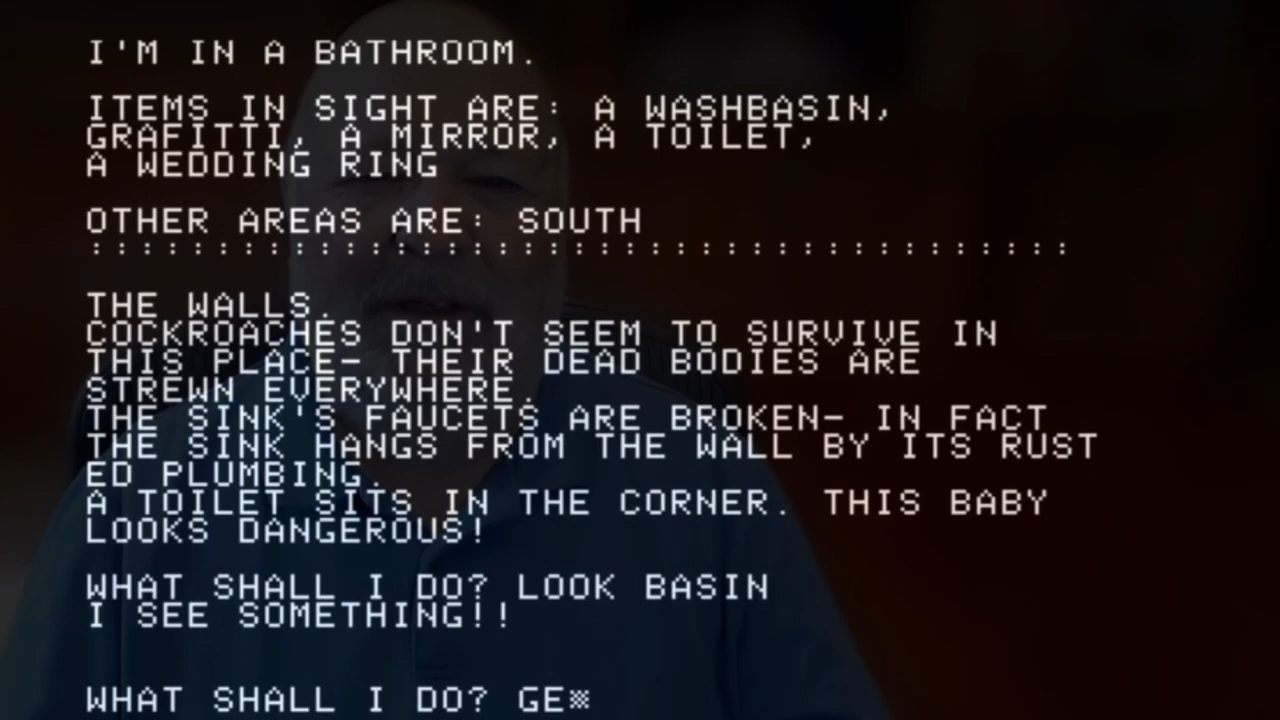 I'M IN A BATHROOM.
ITEMS IN SIGHT ARE: A WASHBASIN,
GRAFITTI, A MIRROR, A TOILET,
A WEDDING RING
OTHER AREAS ARE: SOUTH
:::::::::::::::::::::::::::::::::::::::
THE WALLS.
COCKROACHES DON'T SEEM TO SURVIVE IN
THIS PLACE- THEIR DEAD BODIES ARE
STREWN EVERYWHERE.
THE SINK'S FAUCETS ARE BROKEN- IN FACT
THE SINK HANGS FROM THE WALL BY ITS RUST
ED PLUMBING.
A TOILET SITS IN THE CORNER. THIS BABY
LOOKS DANGEROUS!
WHAT SHALL I DO? LOOK BASIN
I SEE SOMETHING!!
WHAT SHALL I DO? GE